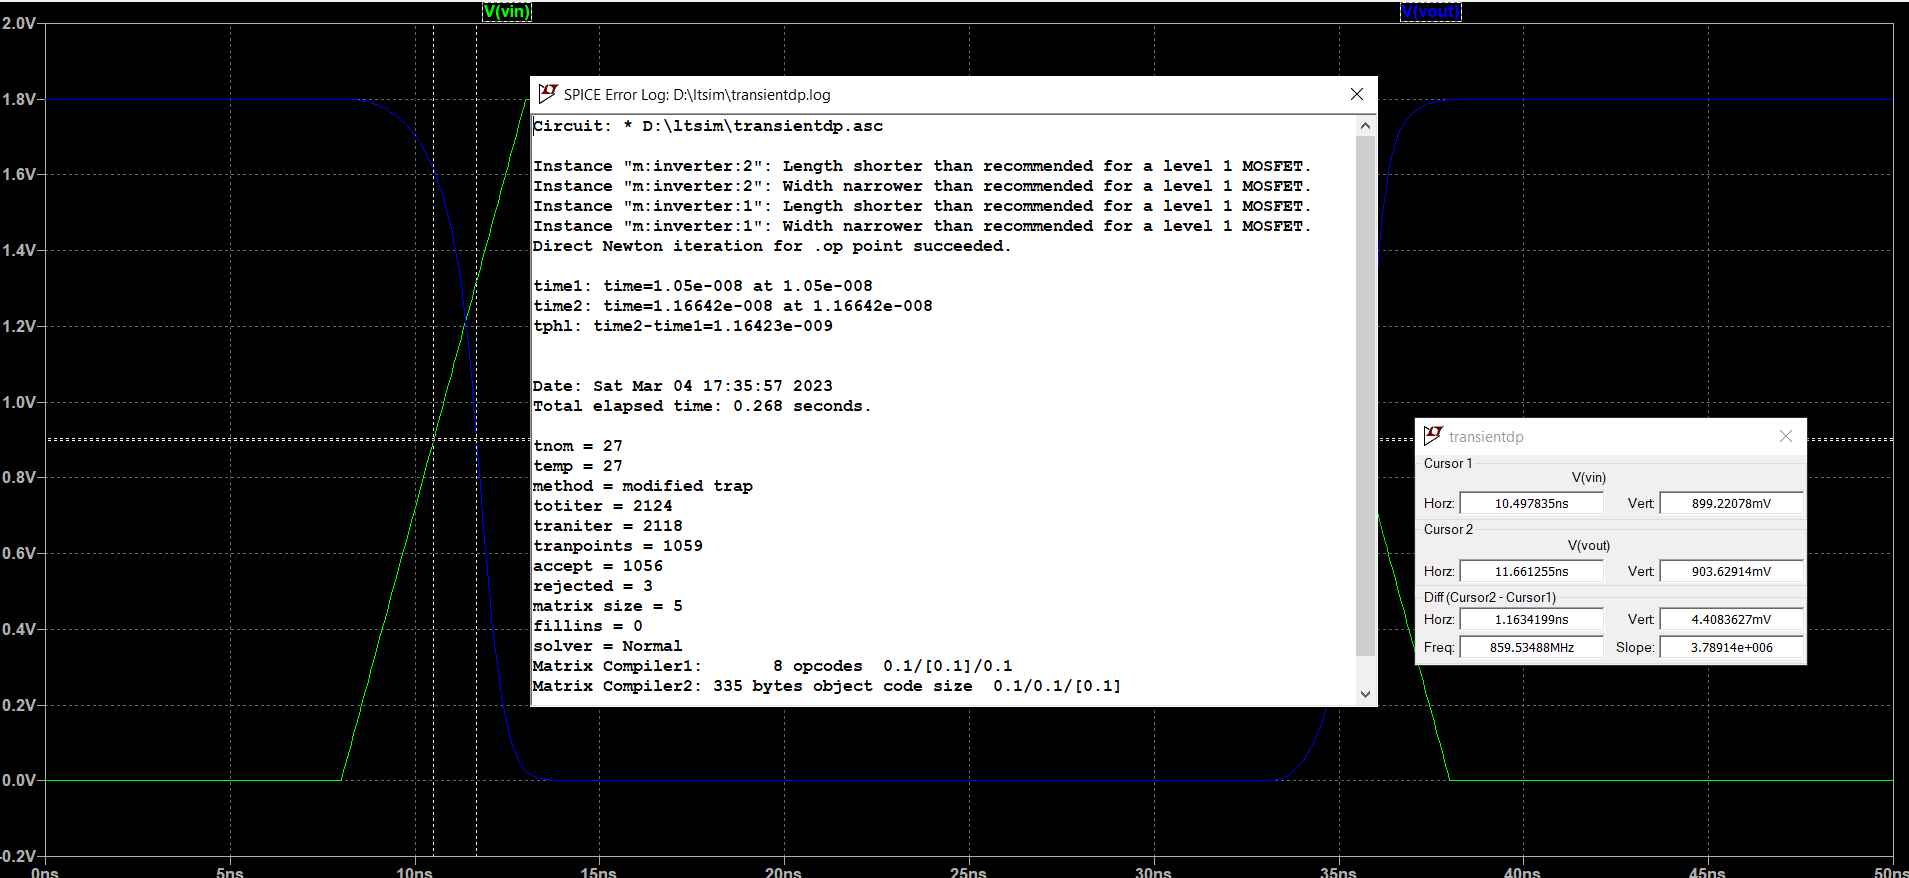 V(vin)
V(vout)
2.0V
1.8V
1.6V
1.4V
1.2V
1.0V
0.8V
0.6V
0.4V
0.2V
0.0V
-0.2V
0ns
5ns
10ns
15ns
20ns
25ns
30ns
35ns
40ns
45ns
50ns
SPICE Error Log: D:\ltsim\transientdp.log
Circuit: * D:\ltsim\transientdp.asc
Instance "m:inverter:2": Length shorter than recommended for a level 1 MOSFET.
Instance "m:inverter:2": Width narrower than recommended for a level 1 MOSFET.
Instance "m:inverter:1": Length shorter than recommended for a level 1 MOSFET.
Instance "m:inverter:1": Width narrower than recommended for a level 1 MOSFET.
Direct Newton iteration for .op point succeeded.
time1: time=1.05e-008 at 1.05e-008
time2: time=1.16642e-008 at 1.16642e-008
tphl: time2-time1=1.16423e-009
Date: Sat Mar 04 17:35:57 2023
Total elapsed time: 0.268 seconds.
tnom = 27
temp = 27
method = modified trap
totiter = 2124
traniter = 2118
tranpoints = 1059
accept = 1056
rejected = 3
matrix size = 5
fillins = 0
solver = Normal
Matrix Compiler1: 8 opcodes 0.1/[0.1]/0.1
Matrix Compiler2: 335 bytes object code size 0.1/0.1/[0.1]
transientdp
Cursor 1
V(vin)
Horz: 10.497835ns Vert: 899.22078mV
Cursor 2
V(vout)
Horz: 11.661255ns Vert: 903.62914mV
Diff (Cursor2 - Cursor1)
Horz: 1.1634199ns Vert: 4.4083627mV
Freq: 859.53488MHz Slope: 3.78914e+006